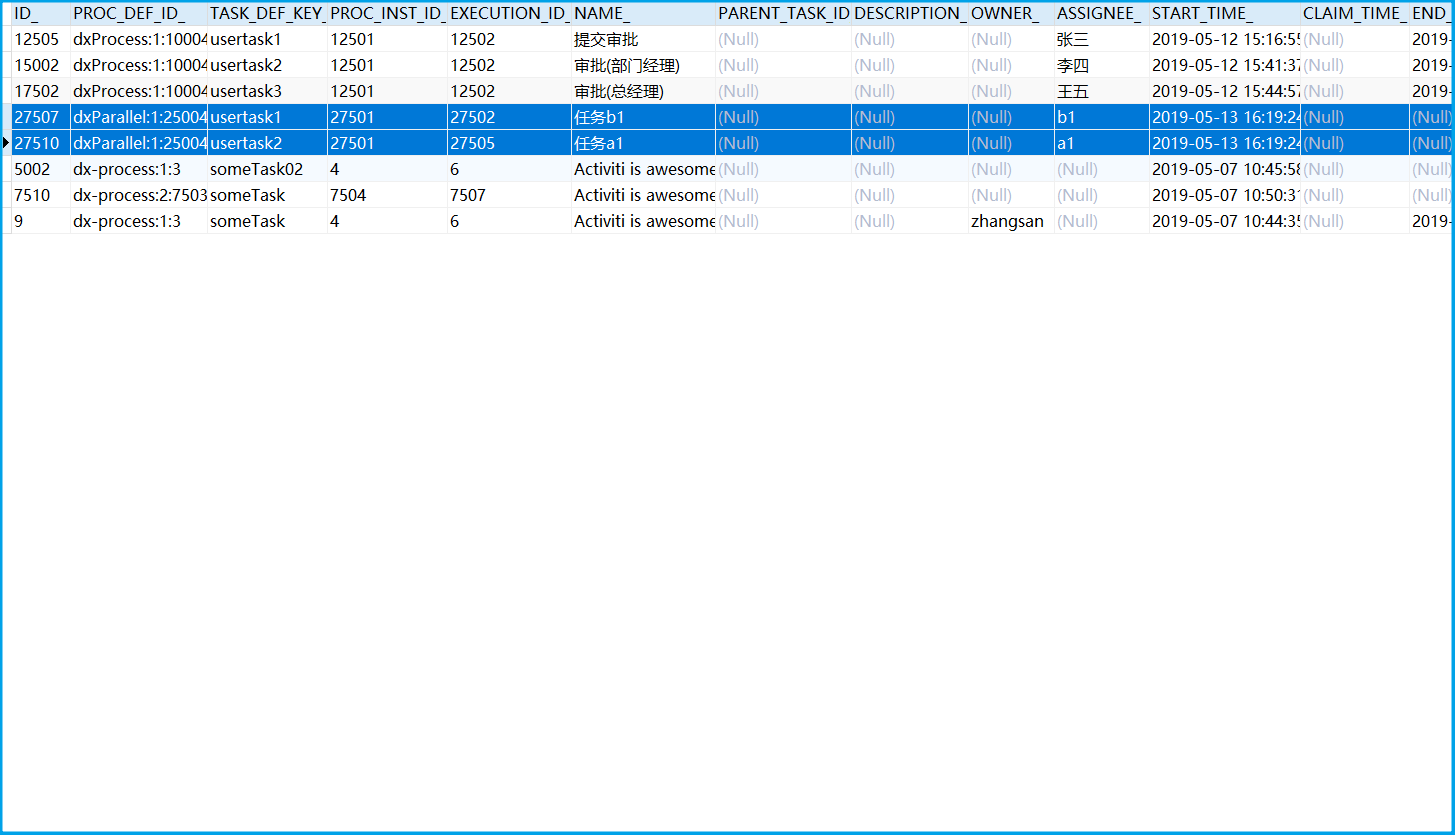 ID_ PROC_DEF_ID_ TASK_DEF_KEY_ PROC_INST_ID_ EXECUTION_ID_ NAME_ PARENT_TASK_ID DESCRIPTION_ OWNER_ ASSIGNEE_ START_TIME_ CLAIM_TIME_ END_
12505 dxProcess:1:10004 usertask1 12501 12502 提交审批 (Null) (Null) (Null) 张三 2019-05-12 15:16:55 (Null) 2019-
15002 dxProcess:1:10004 usertask2 12501 12502 审批(部门经理) (Null) (Null) (Null) 李四 2019-05-12 15:41:37 (Null) 2019-
17502 dxProcess:1:10004 usertask3 12501 12502 审批(总经理) (Null) (Null) (Null) 王五 2019-05-12 15:44:57 (Null) 2019-
27507 dxParallel:1:25004 usertask1 27501 27502 任务b1 (Null) (Null) (Null) b1 2019-05-13 16:19:24 (Null) (Null)
27510 dxParallel:1:25004 usertask2 27501 27505 任务a1 (Null) (Null) (Null) a1 2019-05-13 16:19:24 (Null) (Null)
5002 dx-process:1:3 someTask02 4 6 Activiti is awesome (Null) (Null) (Null) (Null) 2019-05-07 10:45:58 (Null) (Null)
7510 dx-process:2:7503 someTask 7504 7507 Activiti is awesome (Null) (Null) (Null) (Null) 2019-05-07 10:50:31 (Null) (Null)
9 dx-process:1:3 someTask 4 6 Activiti is awesome (Null) (Null) zhangsan (Null) 2019-05-07 10:44:35 (Null) 2019-